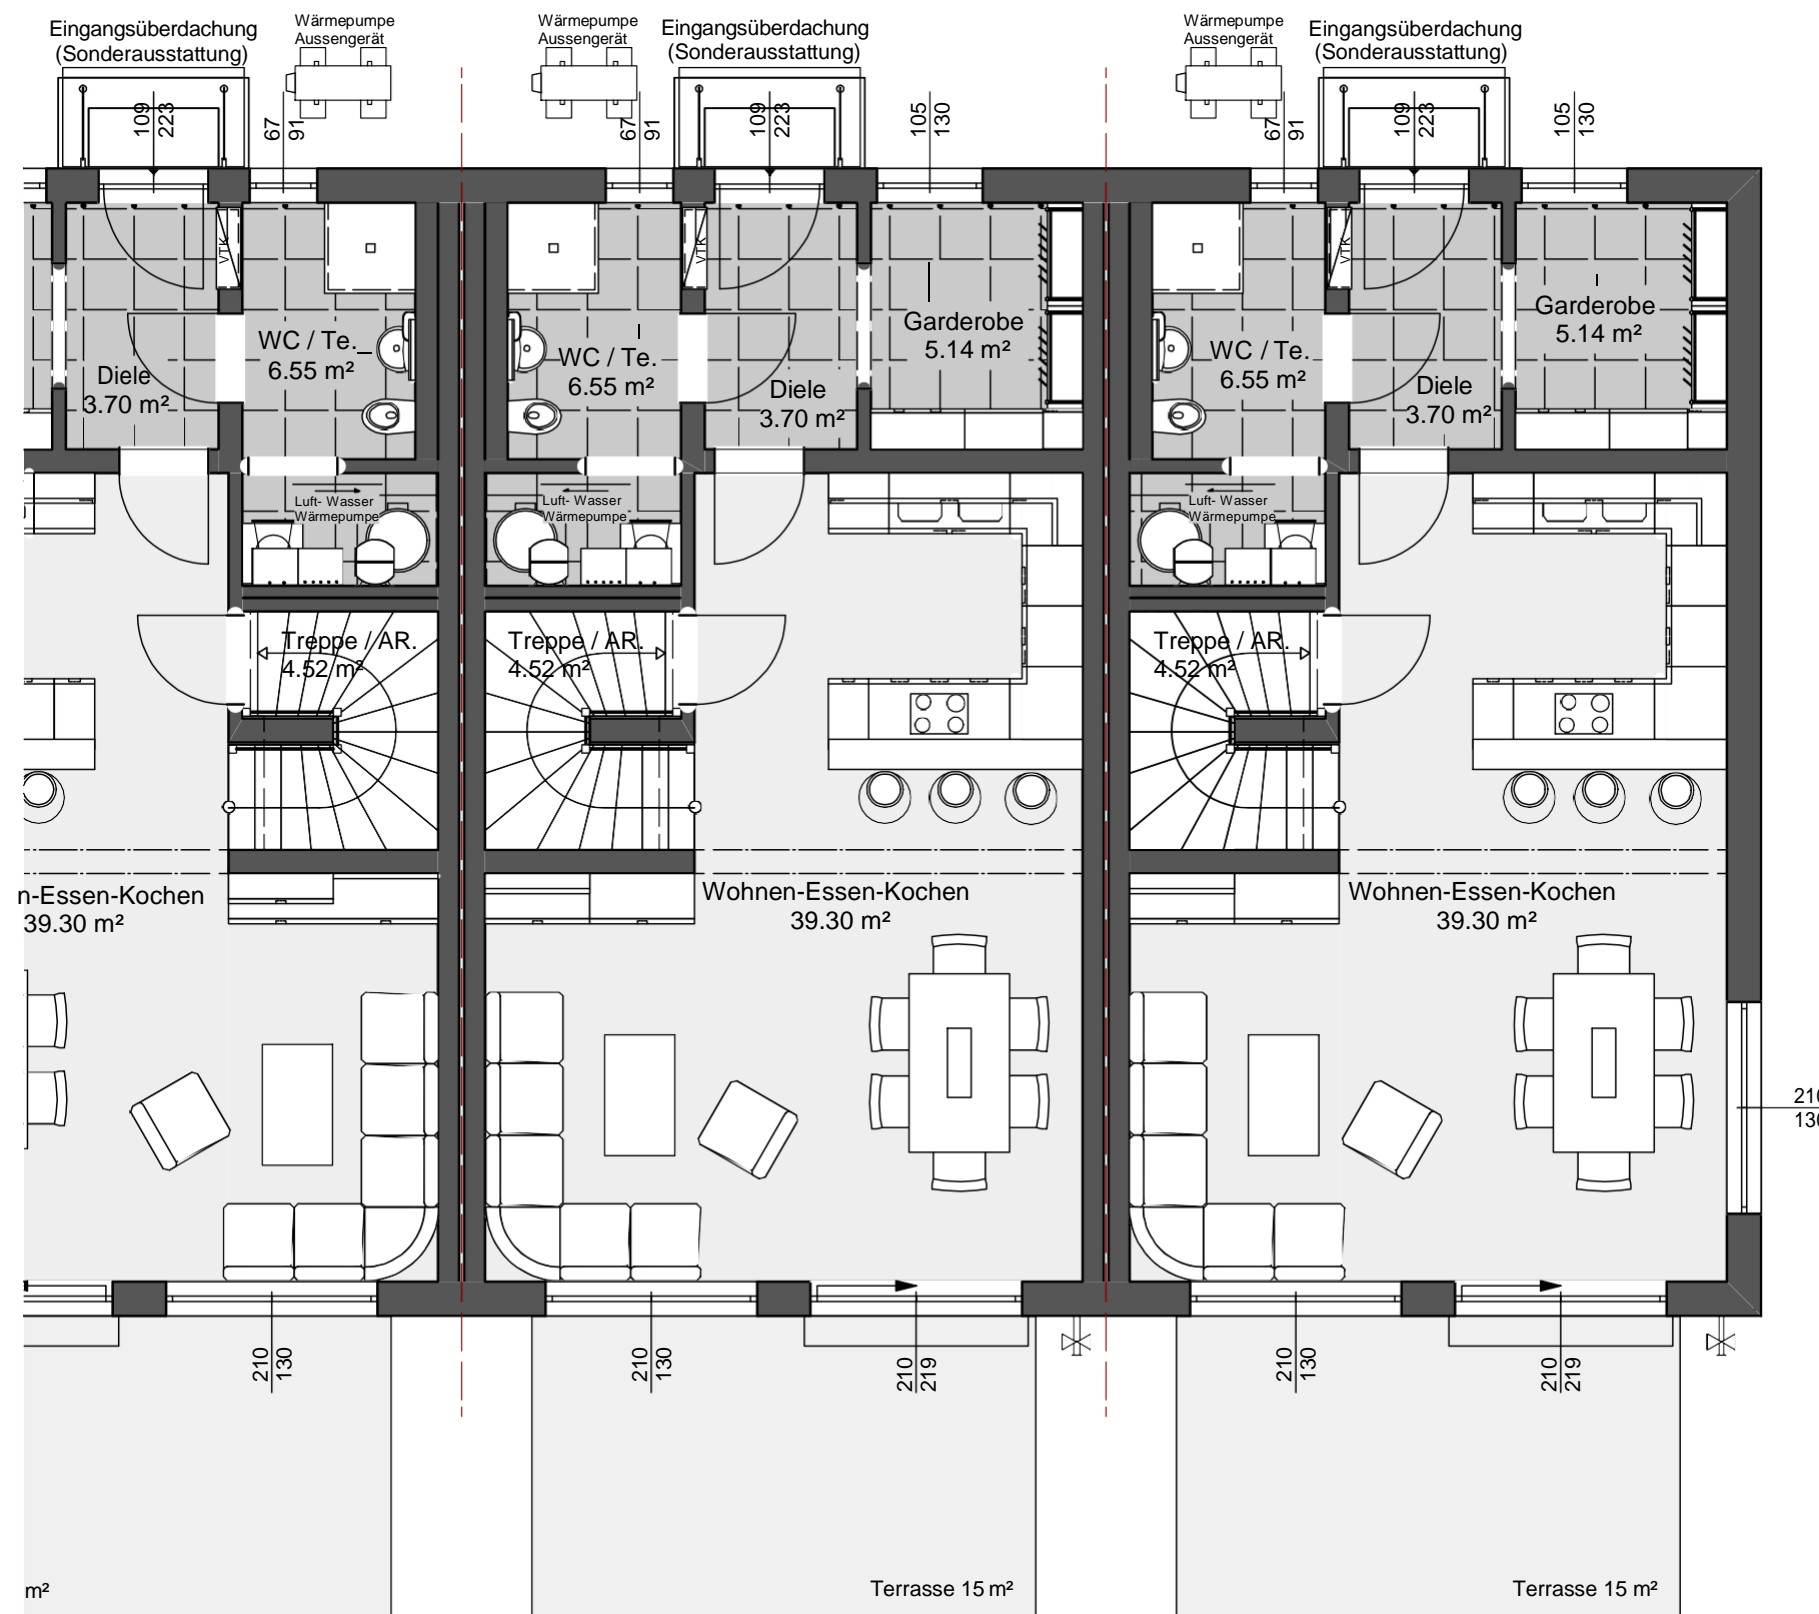 Eingangsüberdachung
(Sonderausstattung)
Wärmepumpe
Aussengerät
Wärmepumpe
Aussengerät
Eingangsüberdachung
(Sonderausstattung)
Wärmepumpe
Aussengerät
Eingangsüberdachung
(Sonderausstattung)
109
223
67
91
67
91
109
223
105
130
67
91
109
223
105
130
VTK
VTK
VTK
WC / Te.
6.55 m²
Diele
3.70 m²
WC / Te.
6.55 m²
Diele
3.70 m²
Garderobe
5.14 m²
WC / Te.
6.55 m²
Diele
3.70 m²
Garderobe
5.14 m²
Luft- Wasser
Wärmepumpe
Luft- Wasser
Wärmepumpe
Luft- Wasser
Wärmepumpe
Treppe / AR.
4.52 m²
Treppe / AR.
4.52 m²
Treppe / AR.
4.52 m²
n-Essen-Kochen
39.30 m²
Wohnen-Essen-Kochen
39.30 m²
Wohnen-Essen-Kochen
39.30 m²
210
130
210
130
210
130
210
219
210
130
210
219
m²
Terrasse 15 m²
Terrasse 15 m²